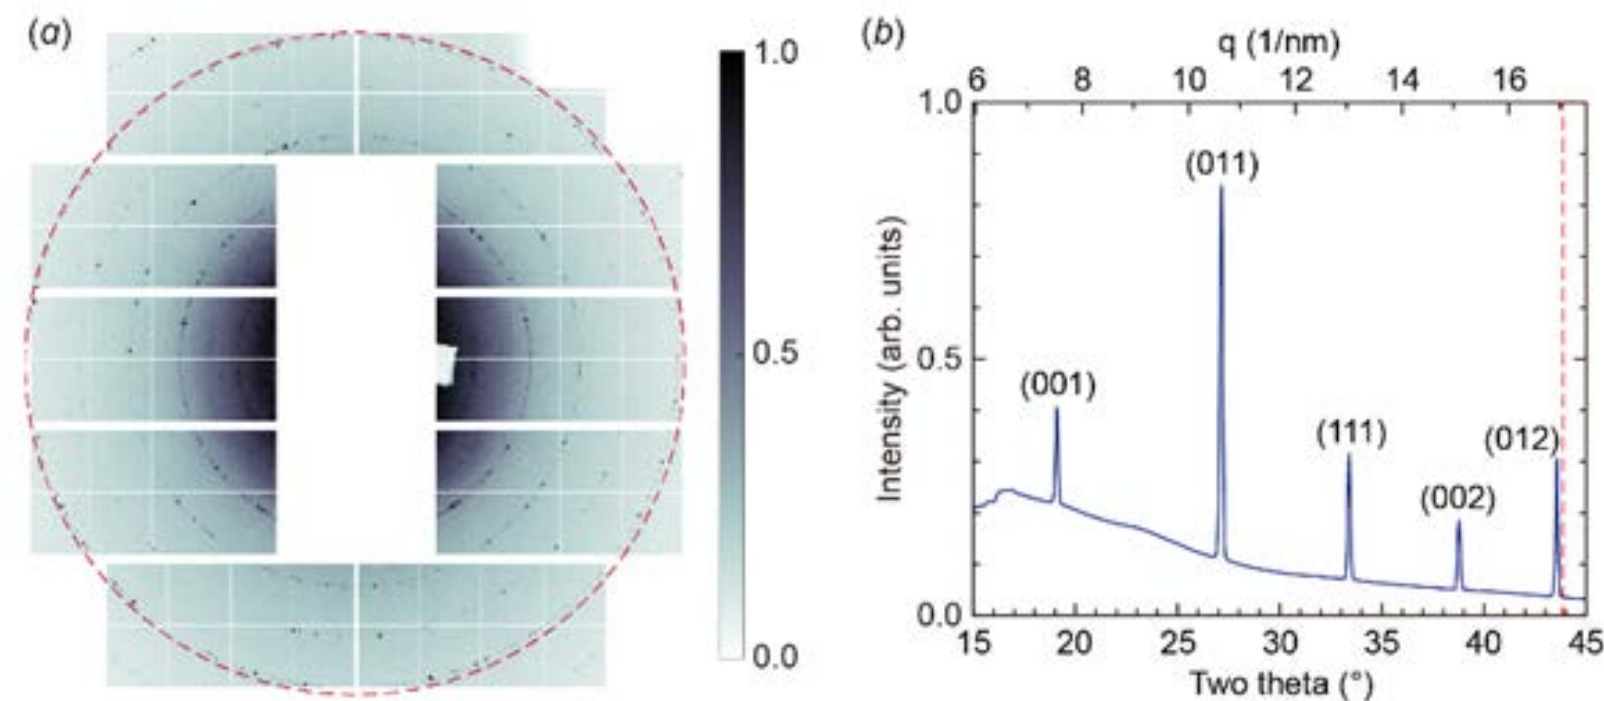 (a)
1.0
0.5
0.0
(b)
q (1/nm)
6 8 10 12 14 16
1.0
0.5
0.0
Intensity (arb. units)
(001)
(011)
(111)
(002)
(012)
15 20 25 30 35 40 45
Two theta (°)